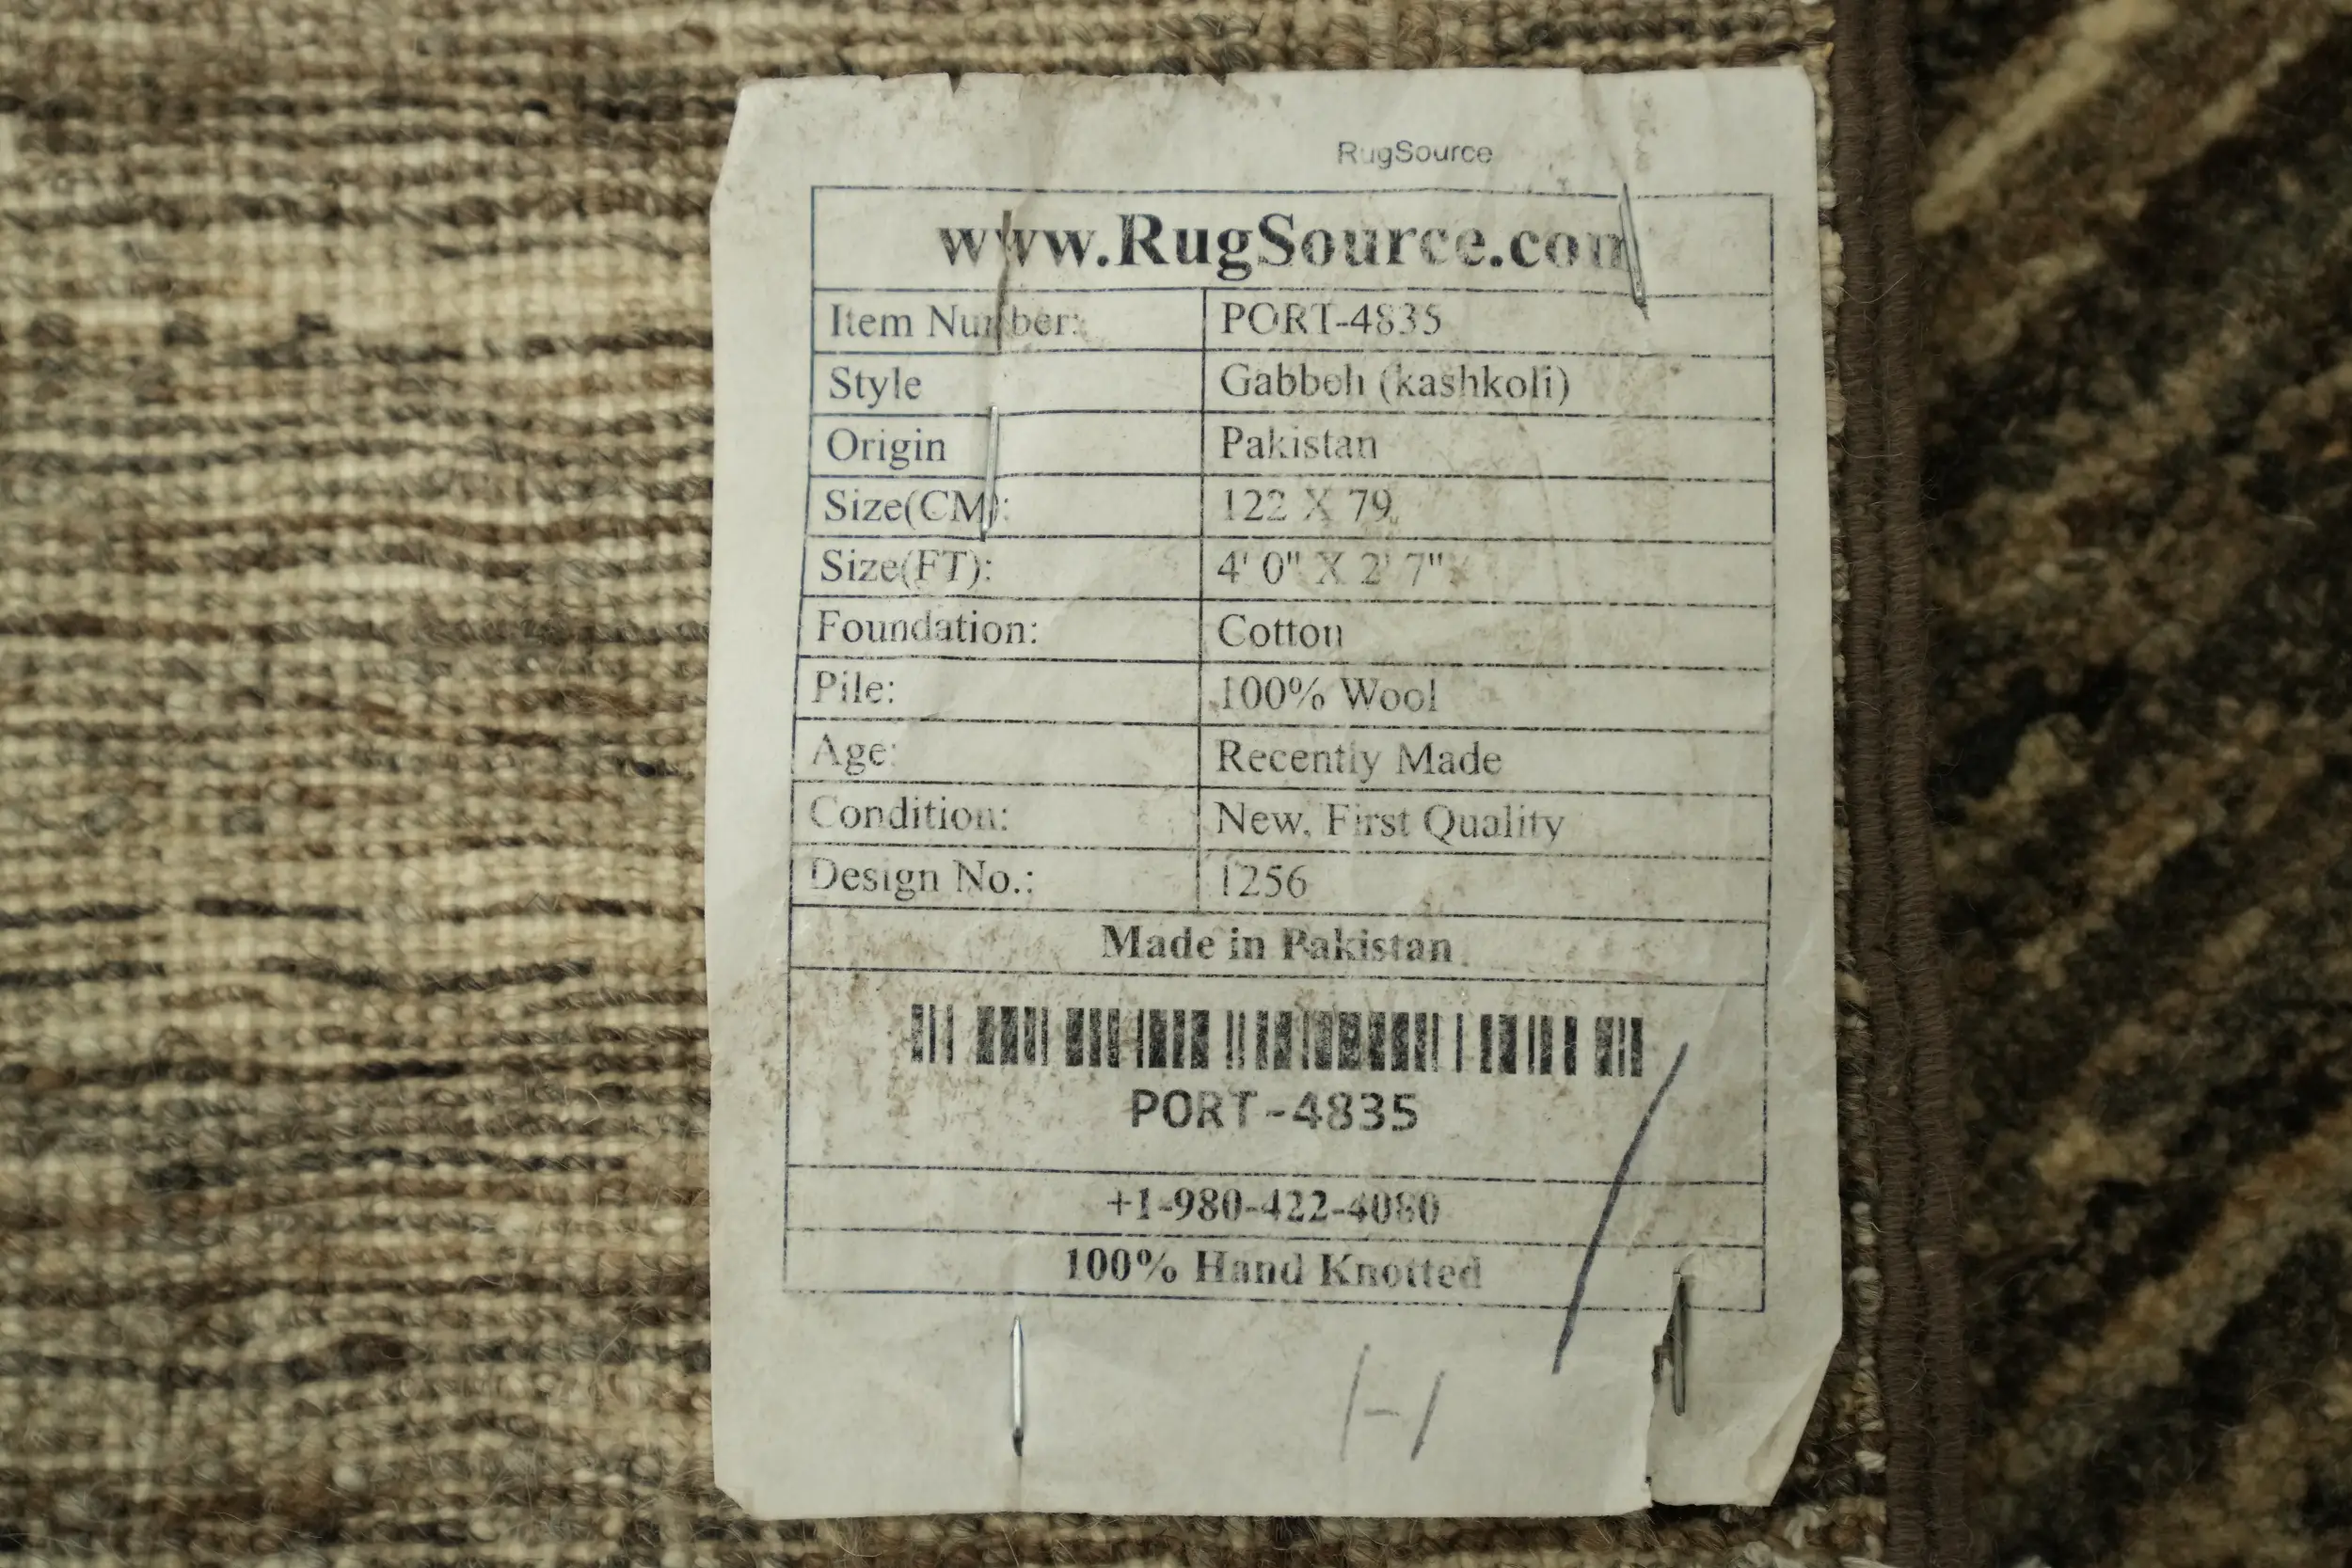 RugSource
www.RugSource.com
Item Number: PORT-4835
Style Gabbeh (kashkoli)
Origin Pakistan
Size(CM): 122 X 79
Size(FT): 4' 0" X 2' 7"
Foundation: Cotton
Pile: 100% Wool
Age: Recently Made
Condition: New, First Quality
Design No.: 1256
Made in Pakistan
PORT-4835
+1-980-422-4080
100% Hand Knotted
1-1